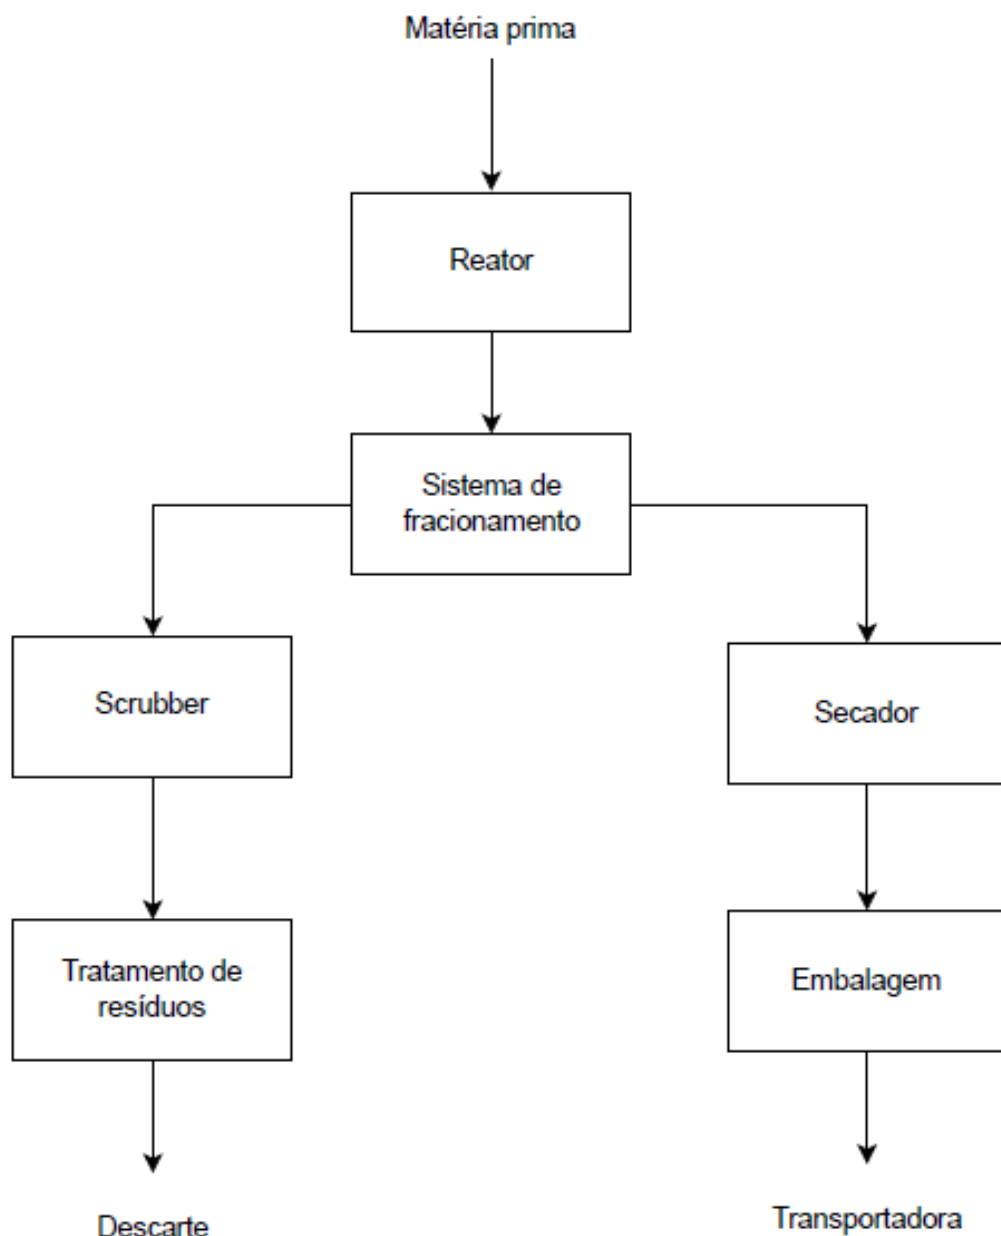 Matéria prima
Reator
Sistema de
fracionamento
Scrubber
Secador
Tratamento de
resíduos
Embalagem
Descarte
Transportadora